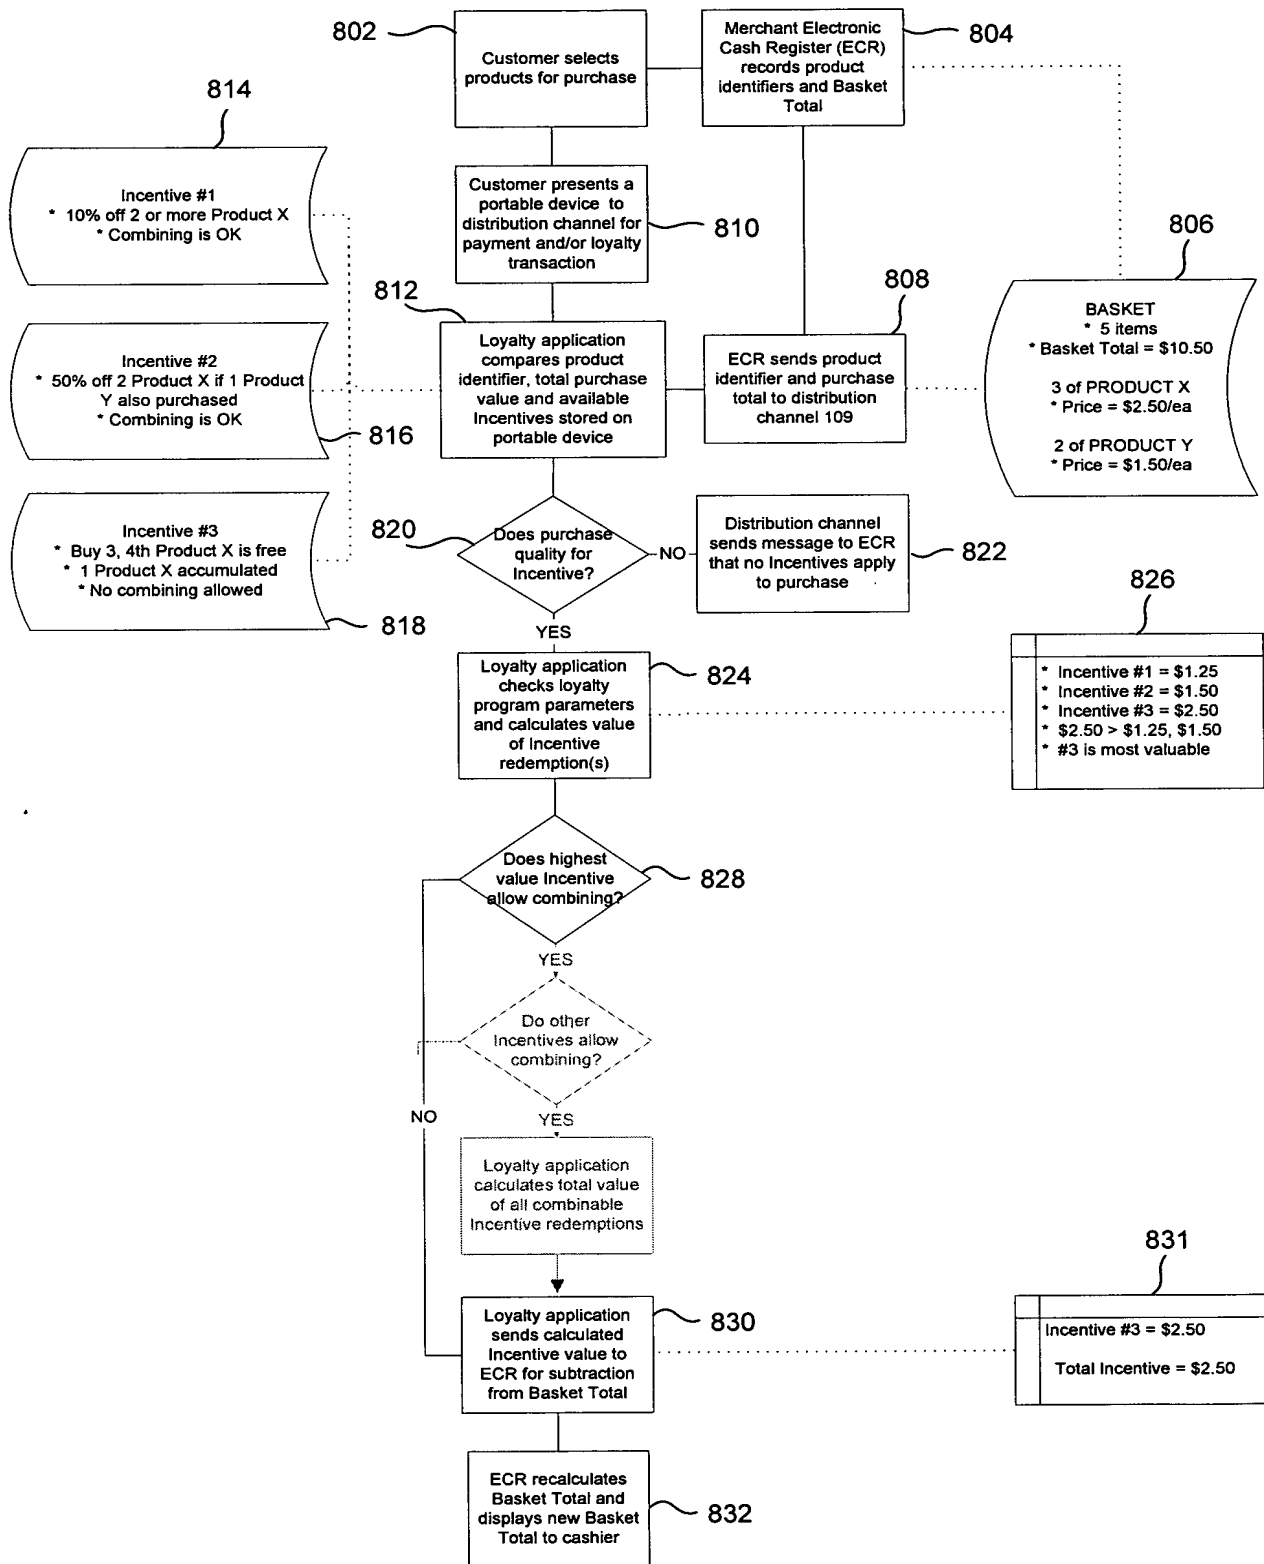 802
Customer selects
products for purchase
Merchant Electronic
Cash Register (ECR)
records product
identifiers and Basket
Total
804
814
Incentive #1
* 10% off 2 or more Product X
* Combining is OK
Customer presents a
portable device to
distribution channel for
payment and/or loyalty
transaction
810
806
BASKET
* 5 items
* Basket Total = $10.50
3 of PRODUCT X
* Price = $2.50/ea
2 of PRODUCT Y
* Price = $1.50/ea
812
Loyalty application
compares product
identifier, total purchase
value and available
Incentives stored on
portable device
808
ECR sends product
identifier and purchase
total to distribution
channel 109
Incentive #2
* 50% off 2 Product X if 1 Product
Y also purchased
* Combining is OK
816
Incentive #3
* Buy 3, 4th Product X is free
* 1 Product X accumulated
* No combining allowed
818
820
Does purchase
quality for
Incentive?
NO
Distribution channel
sends message to ECR
that no Incentives apply
to purchase
822
YES
826
* Incentive #1 = $1.25
* Incentive #2 = $1.50
* Incentive #3 = $2.50
* $2.50 > $1.25, $1.50
* #3 is most valuable
Loyalty application
checks loyalty
program parameters
and calculates value
of Incentive
redemption(s)
824
Does highest
value Incentive
allow combining?
828
YES
Do other
Incentives allow
combining?
NO
YES
Loyalty application
calculates total value
of all combinable
Incentive redemptions
831
Incentive #3 = $2.50
Total Incentive = $2.50
Loyalty application
sends calculated
Incentive value to
ECR for subtraction
from Basket Total
830
ECR recalculates
Basket Total and
displays new Basket
Total to cashier
832